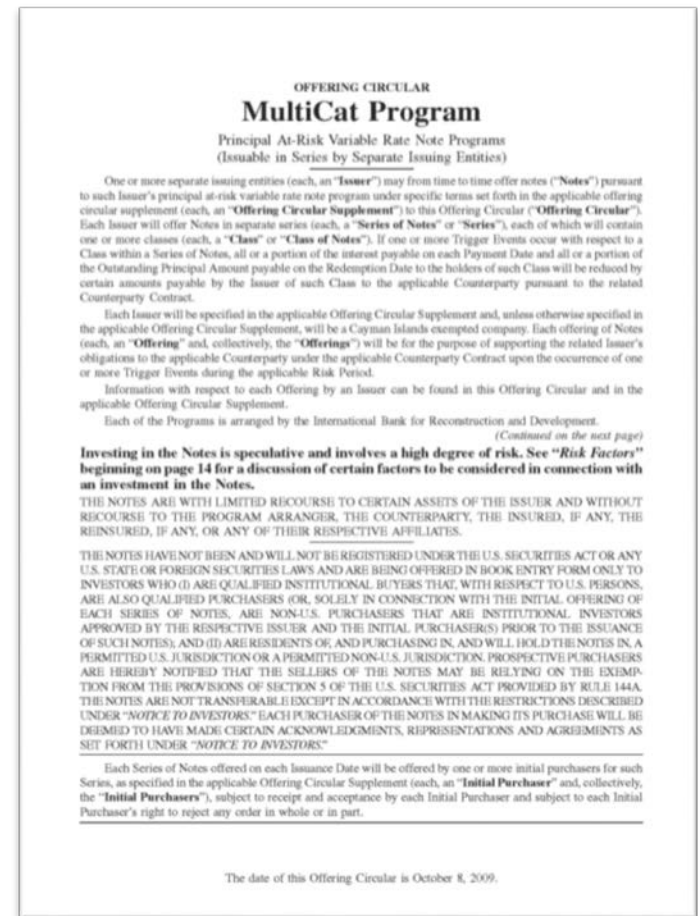 OFFERING CIRCULAR
MultiCat Program
Principal At-Risk Variable Rate Note Programs
(Issuable in Series by Separate Issuing Entities)
One or more separate issuing entities (each, an “Issuer”) may from time to time offer notes (“Notes”) pursuant
to such Issuer’s principal at-risk variable rate note program under specific terms set forth in the applicable offering
circular supplement (each, an “Offering Circular Supplement”) to this Offering Circular (“Offering Circular”).
Each Issuer will offer Notes in separate series (each, a “Series of Notes” or “Series”), each of which will contain
one or more classes (each, a “Class” or “Class of Notes”). If one or more Trigger Events occur with respect to a
Class within a Series of Notes, all or a portion of the interest payable on each Payment Date and all or a portion of
the Outstanding Principal Amount payable on the Redemption Date to the holders of such Class will be reduced by
certain amounts payable by the Issuer of such Class to the applicable Counterparty pursuant to the related
Counterparty Contract.
Each Issuer will be specified in the applicable Offering Circular Supplement and, unless otherwise specified in
the applicable Offering Circular Supplement, will be a Cayman Islands exempted company. Each offering of Notes
(each, an “Offering” and, collectively, the “Offerings”) will be for the purpose of supporting the related Issuer’s
obligations to the applicable Counterparty under the applicable Counterparty Contract upon the occurrence of one
or more Trigger Events during the applicable Risk Period.
Information with respect to each Offering by an Issuer can be found in this Offering Circular and in the
applicable Offering Circular Supplement.
Each of the Programs is arranged by the International Bank for Reconstruction and Development.
(Continued on the next page)
Investing in the Notes is speculative and involves a high degree of risk. See “Risk Factors”
beginning on page 14 for a discussion of certain factors to be considered in connection with
an investment in the Notes.
THE NOTES ARE WITH LIMITED RECOURSE TO CERTAIN ASSETS OF THE ISSUER AND WITHOUT
RECOURSE TO THE PROGRAM ARRANGER, THE COUNTERPARTY, THE INSURED, IF ANY, THE
REINSURED, IF ANY, OR ANY OF THEIR RESPECTIVE AFFILIATES.
THE NOTES HAVE NOT BEEN AND WILL NOT BE REGISTERED UNDER THE U.S. SECURITIES ACT OR ANY
U.S. STATE OR FOREIGN SECURITIES LAWS AND ARE BEING OFFERED IN BOOK ENTRY FORM ONLY TO
INVESTORS WHO (I) ARE QUALIFIED INSTITUTIONAL BUYERS THAT, WITH RESPECT TO U.S. PERSONS,
ARE ALSO QUALIFIED PURCHASERS (OR, SOLELY IN CONNECTION WITH THE INITIAL OFFERING OF
EACH SERIES OF NOTES, ARE NON-U.S. PURCHASERS THAT ARE INSTITUTIONAL INVESTORS
APPROVED BY THE RESPECTIVE ISSUER AND THE INITIAL PURCHASER(S) PRIOR TO THE ISSUANCE
OF SUCH NOTES); AND (II) ARE RESIDENTS OF, AND PURCHASING IN, AND WILL HOLD THE NOTES IN, A
PERMITTED U.S. JURISDICTION OR A PERMITTED NON-U.S. JURISDICTION. PROSPECTIVE PURCHASERS
ARE HEREBY NOTIFIED THAT THE SELLERS OF THE NOTES MAY BE RELYING ON THE EXEMP-
TION FROM THE PROVISIONS OF SECTION 5 OF THE U.S. SECURITIES ACT PROVIDED BY RULE 144A.
THE NOTES ARE NOT TRANSFERABLE EXCEPT IN ACCORDANCE WITH THE RESTRICTIONS DESCRIBED
UNDER “NOTICE TO INVESTORS.” EACH PURCHASER OF THE NOTES IN MAKING ITS PURCHASE WILL BE
DEEMED TO HAVE MADE CERTAIN ACKNOWLEDGMENTS, REPRESENTATIONS AND AGREEMENTS AS
SET FORTH UNDER “NOTICE TO INVESTORS.”
Each Series of Notes offered on each Issuance Date will be offered by one or more initial purchasers for such
Series, as specified in the applicable Offering Circular Supplement (each, an “Initial Purchaser” and, collectively,
the “Initial Purchasers”), subject to receipt and acceptance by each Initial Purchaser and subject to each Initial
Purchaser’s right to reject any order in whole or in part.
The date of this Offering Circular is October 8, 2009.